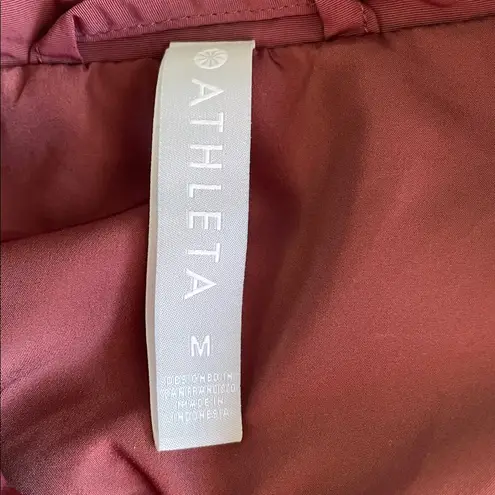 ATHLETA
M
DESIGNED IN
SAN FRANCISCO
MADE IN
INDONESIA